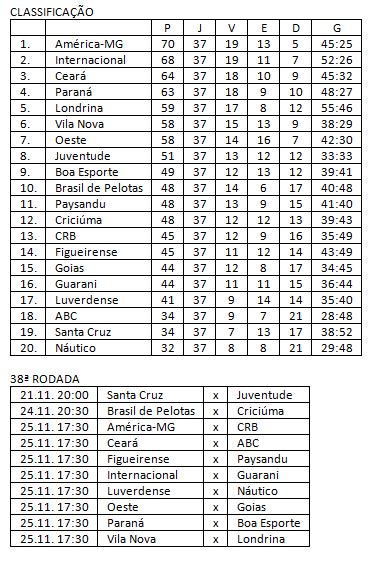 CLASSIFICAÇÃO
P J V E D G
1. América-MG 70 37 19 13 5 45:25
2. Internacional 68 37 19 11 7 52:26
3. Ceará 64 37 18 10 9 45:32
4. Paraná 63 37 18 9 10 48:27
5. Londrina 59 37 17 8 12 55:46
6. Vila Nova 58 37 15 13 9 38:29
7. Oeste 58 37 14 16 7 42:30
8. Juventude 51 37 13 12 12 33:33
9. Boa Esporte 49 37 12 13 12 39:41
10. Brasil de Pelotas 48 37 14 6 17 40:48
11. Paysandu 48 37 13 9 15 41:40
12. Criciúma 48 37 12 12 13 39:43
13. CRB 45 37 12 9 16 35:49
14. Figueirense 45 37 11 12 14 43:49
15. Goias 44 37 12 8 17 34:45
16. Guarani 44 37 11 11 15 36:44
17. Luverdense 41 37 9 14 14 35:40
18. ABC 34 37 9 7 21 28:48
19. Santa Cruz 34 37 7 13 17 38:52
20. Náutico 32 37 8 8 21 29:48
38ª RODADA
21.11. 20:00 Santa Cruz x Juventude
24.11. 20:30 Brasil de Pelotas x Criciúma
25.11. 17:30 América-MG x CRB
25.11. 17:30 Ceará x ABC
25.11. 17:30 Figueirense x Paysandu
25.11. 17:30 Internacional x Guarani
25.11. 17:30 Luverdense x Náutico
25.11. 17:30 Oeste x Goias
25.11. 17:30 Paraná x Boa Esporte
25.11. 17:30 Vila Nova x Londrina